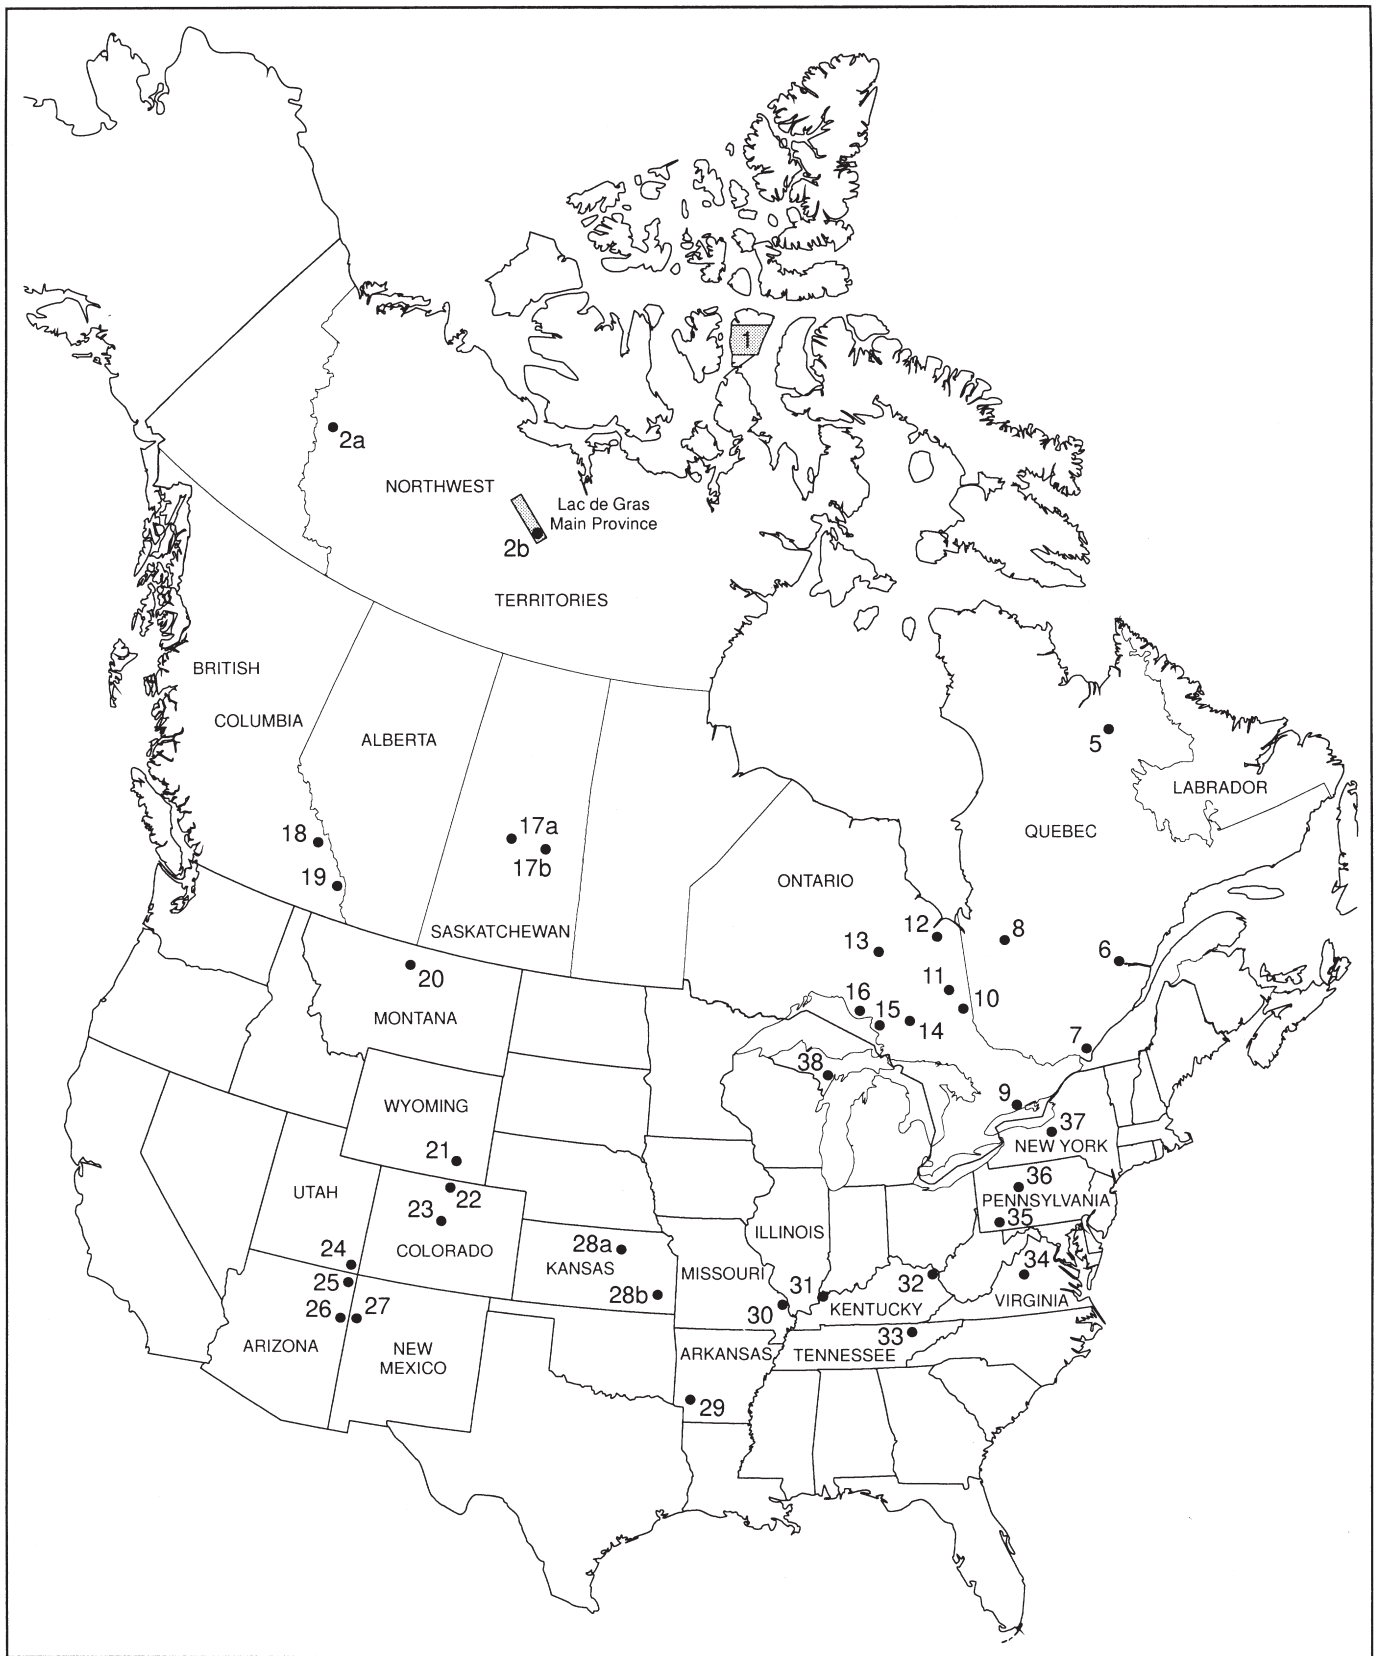 1
2a
NORTHWEST
Lac de Gras
Main Province
2b
TERRITORIES
BRITISH
COLUMBIA
ALBERTA
5
LABRADOR
QUEBEC
18
17a
17b
19
ONTARIO
SASKATCHEWAN
12
8
13
6
20
11
10
16
15
14
MONTANA
7
38
9
WYOMING
37
NEW YORK
21
36
UTAH
22
PENNSYLVANIA
23
35
ILLINOIS
COLORADO
28a
24
KANSAS
MISSOURI
34
25
32
31
28b
VIRGINIA
26
27
30
KENTUCKY
33
ARIZONA
NEW
MEXICO
ARKANSAS
TENNESSEE
29